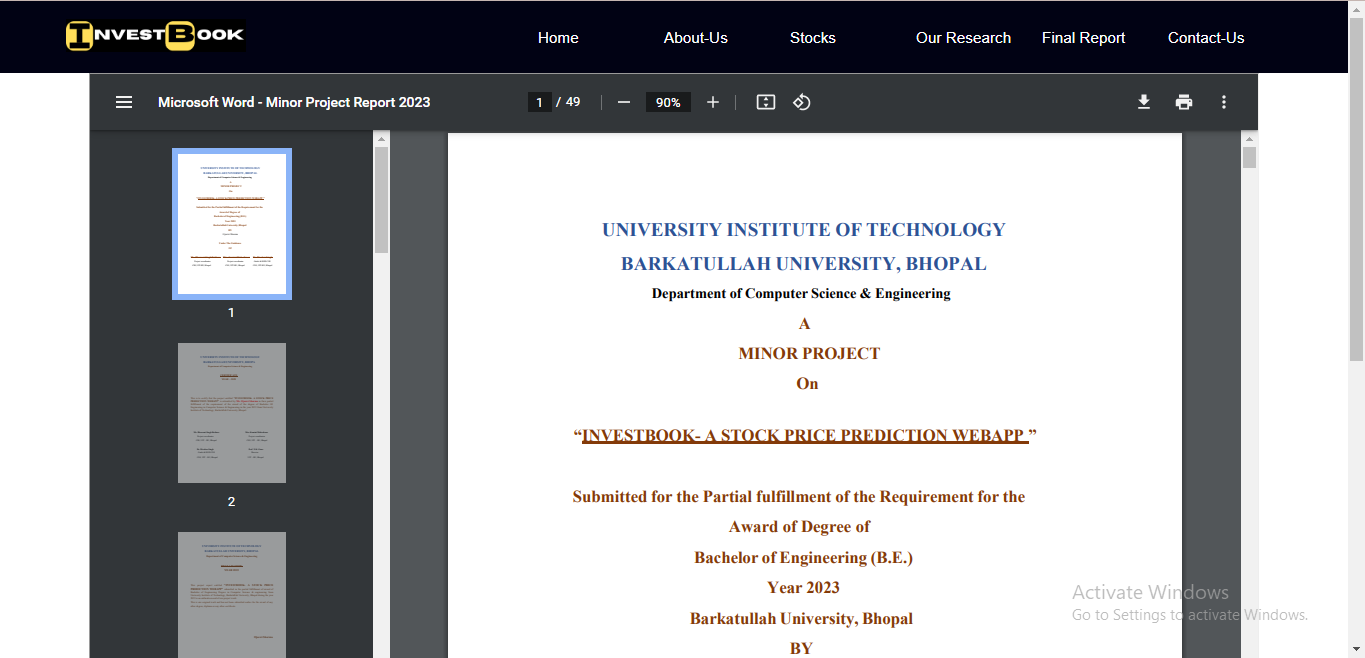 INVESTBOOK
Home About-Us Stocks Our Research Final Report Contact-Us
Microsoft Word - Minor Project Report 2023
1 / 49
90%
1
2
UNIVERSITY INSTITUTE OF TECHNOLOGY
BARKATULLAH UNIVERSITY, BHOPAL
Department of Computer Science & Engineering
A
MINOR PROJECT
On
“INVESTBOOK- A STOCK PRICE PREDICTION WEBAPP ”
Submitted for the Partial fulfillment of the Requirement for the
Award of Degree of
Bachelor of Engineering (B.E.)
Year 2023
Barkatullah University, Bhopal
BY
Activate Windows
Go to Settings to activate Windows.